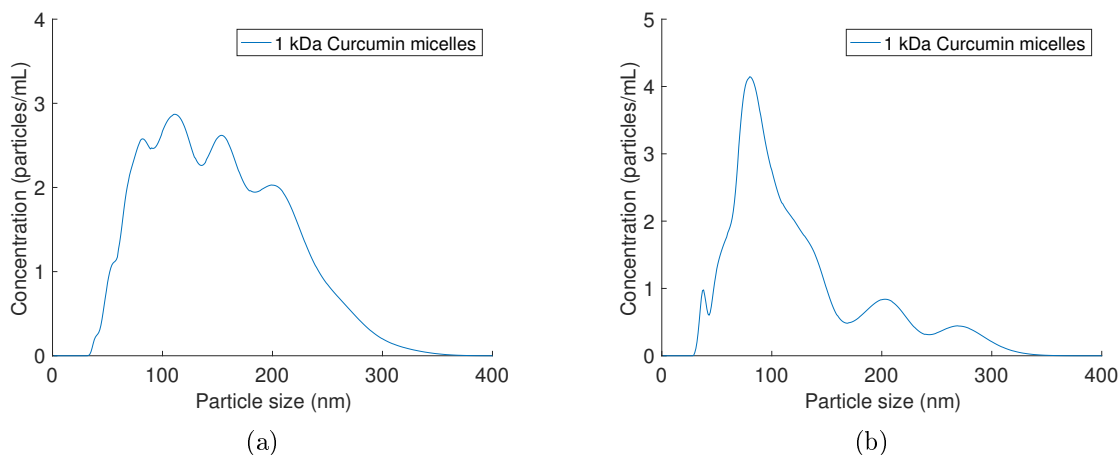 4
3
2
1
0
Concentration (particles/mL)
1 kDa Curcumin micelles
0 100 200 300 400
Particle size (nm)
(a)
5
4
3
2
1
0
Concentration (particles/mL)
1 kDa Curcumin micelles
0 100 200 300 400
Particle size (nm)
(b)